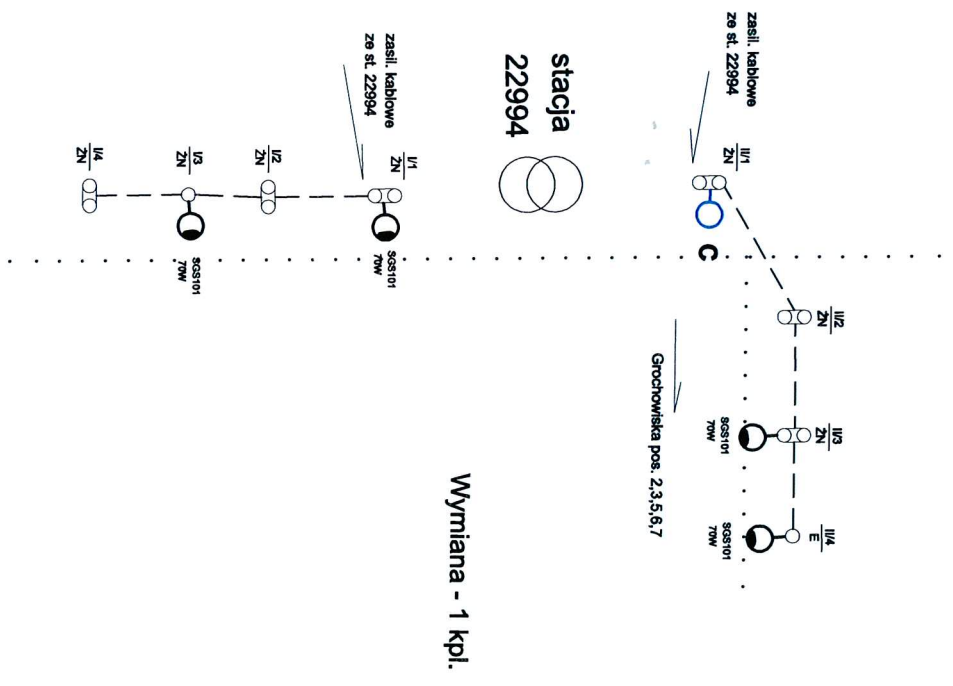 zasil. kablowe
ze st. 22994
II/1
ŻN
C
II/2
ŻN
II/3
ŻN
SGS101
70W
II/4
E
SGS101
70W
Grochowiska pos. 2,3,5,6,7
stacja
22994
zasil. kablowe
ze st. 22994
I/1
ŻN
SGS101
70W
I/2
ŻN
I/3
ŻN
SGS101
70W
I/4
ŻN
Wymiana - 1 kpl.